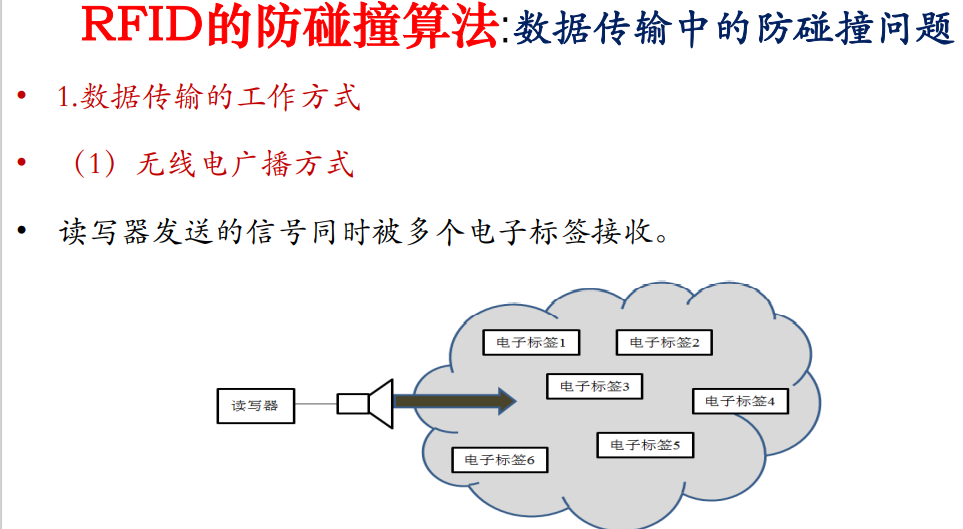 RFID的防碰撞算法:数据传输中的防碰撞问题
• 1.数据传输的工作方式
• （1）无线电广播方式
• 读写器发送的信号同时被多个电子标签接收。
电子标签1
电子标签2
电子标签3
电子标签4
读写器
电子标签5
电子标签6